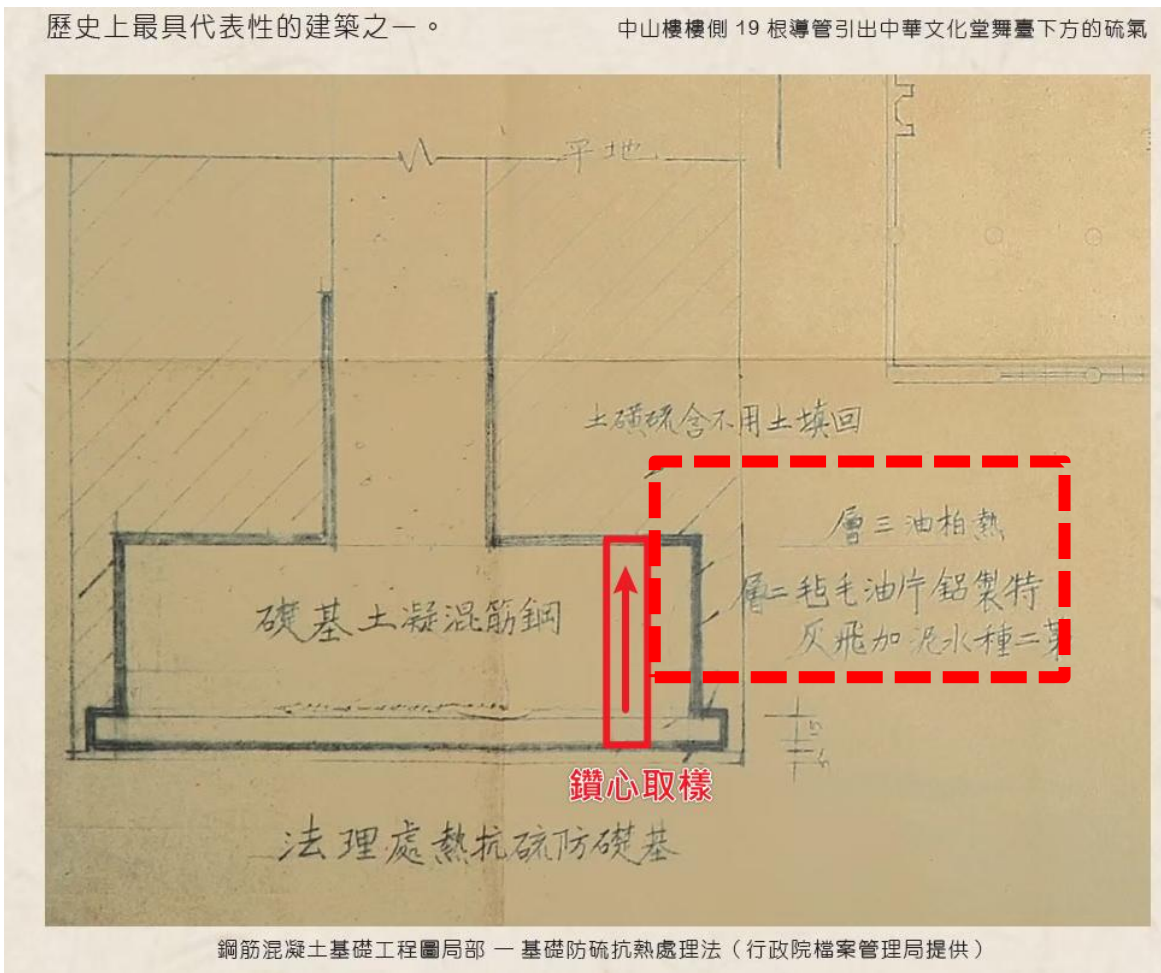 歷史上最具代表性的建築之一。
中山樓樓側 19 根導管引出中華文化堂舞臺下方的硫氣
平地
回填土用不含硫磺土
熱柏油三層
特製鋁片油毛毡二層
第二種水泥加飛灰
鋼筋混凝土基礎
鑽心取樣
基礎防硫抗熱處理法
鋼筋混凝土基礎工程圖局部 — 基礎防硫抗熱處理法（行政院檔案管理局提供）